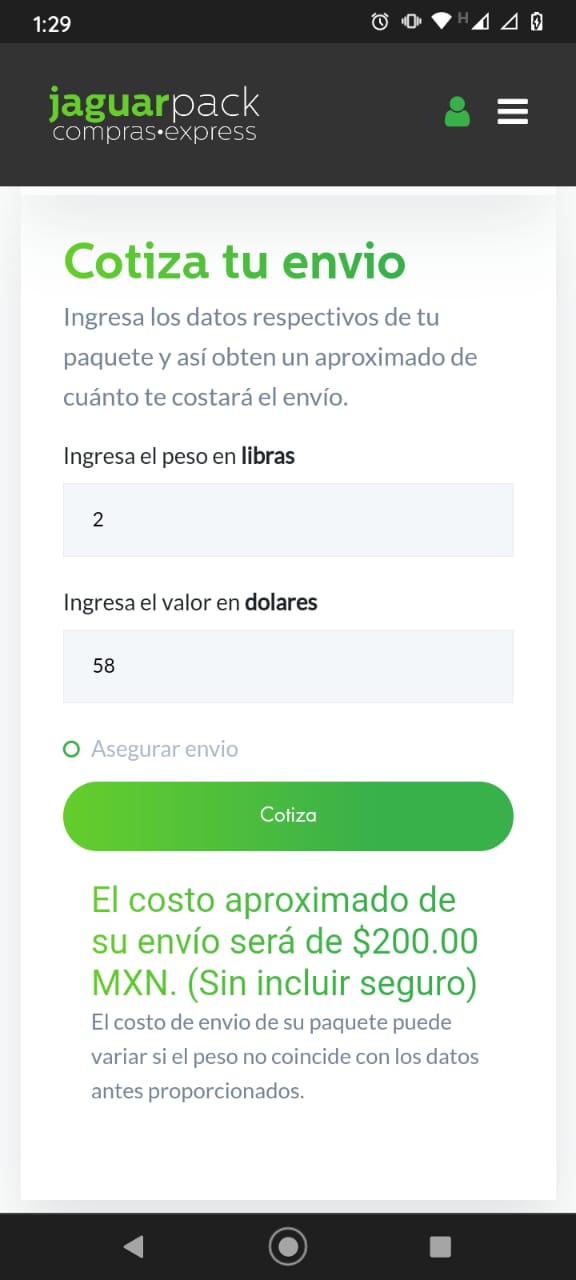 1:29
H
jaguarpack
compras•express
Cotiza tu envio
Ingresa los datos respectivos de tu
paquete y así obten un aproximado de
cuánto te costará el envío.
Ingresa el peso en libras
2
Ingresa el valor en dolares
58
Asegurar envio
Cotiza
El costo aproximado de
su envío será de $200.00
MXN. (Sin incluir seguro)
El costo de envio de su paquete puede
variar si el peso no coincide con los datos
antes proporcionados.